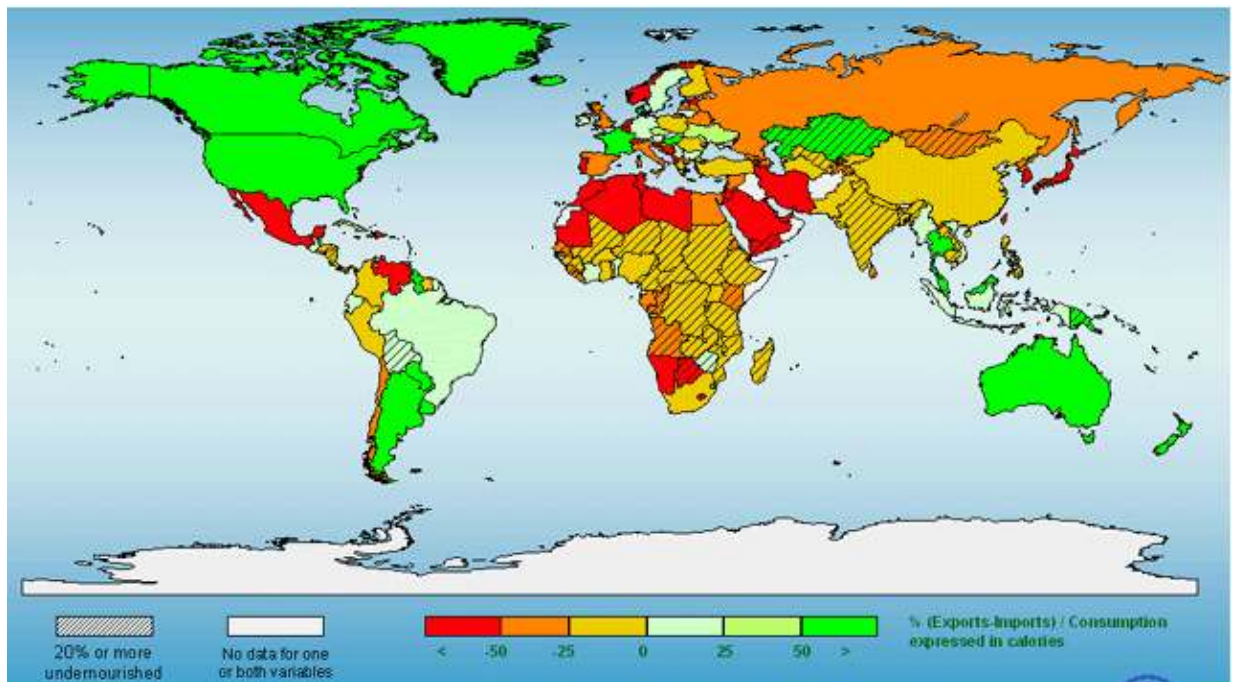 20% or more
undernourished
No data for one
or both variables
< -50 -25 0 25 50 >
% (Exports-Imports) / Consumption
expressed in calories